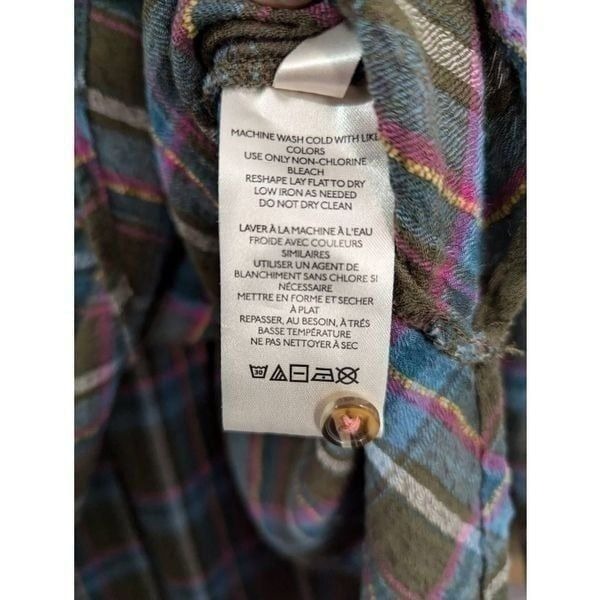 MACHINE WASH COLD WITH LIKE
COLORS
USE ONLY NON-CHLORINE
BLEACH
RESHAPE LAY FLAT TO DRY
LOW IRON AS NEEDED
DO NOT DRY CLEAN
LAVER À LA MACHINE À L'EAU
FROIDE AVEC COULEURS
SIMILAIRES
UTILISER UN AGENT DE
BLANCHIMENT SANS CHLORE SI
NÉCESSAIRE
METTRE EN FORME ET SECHER
À PLAT
REPASSER, AU BESOIN, À TRÉS
BASSE TEMPÉRATURE
NE PAS NETTOYER À SEC
30